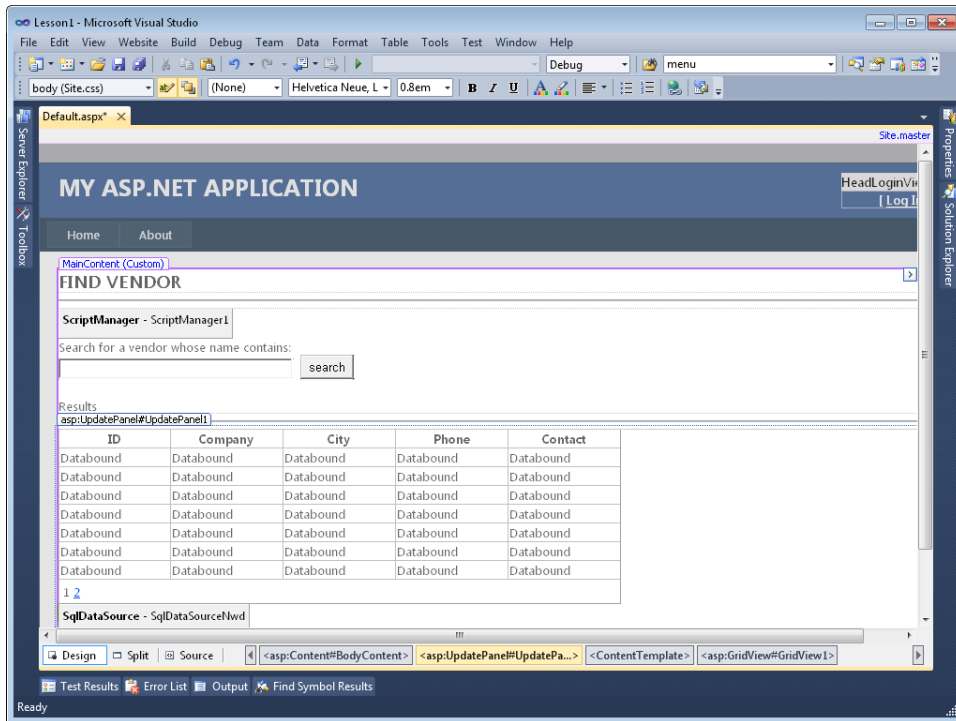 Lesson1 - Microsoft Visual Studio
File Edit View Website Build Debug Team Data Format Table Tools Test Window Help
Debug menu
body (Site.css) (None) Helvetica Neue, L 0.8em B I U A
Default.aspx*
Site.master
Server Explorer
Toolbox
Properties
Solution Explorer
MY ASP.NET APPLICATION
HeadLoginVi
[ Log I
Home About
MainContent (Custom)
FIND VENDOR
ScriptManager - ScriptManager1
Search for a vendor whose name contains:
search
Results
asp:UpdatePanel#UpdatePanel1
ID Company City Phone Contact
Databound Databound Databound Databound Databound
Databound Databound Databound Databound Databound
Databound Databound Databound Databound Databound
Databound Databound Databound Databound Databound
Databound Databound Databound Databound Databound
Databound Databound Databound Databound Databound
Databound Databound Databound Databound Databound
1 2
SqlDataSource - SqlDataSourceNwd
Design Split Source <asp:Content#BodyContent> <asp:UpdatePanel#UpdatePa...> <ContentTemplate> <asp:GridView#GridView1>
Test Results Error List Output Find Symbol Results
Ready